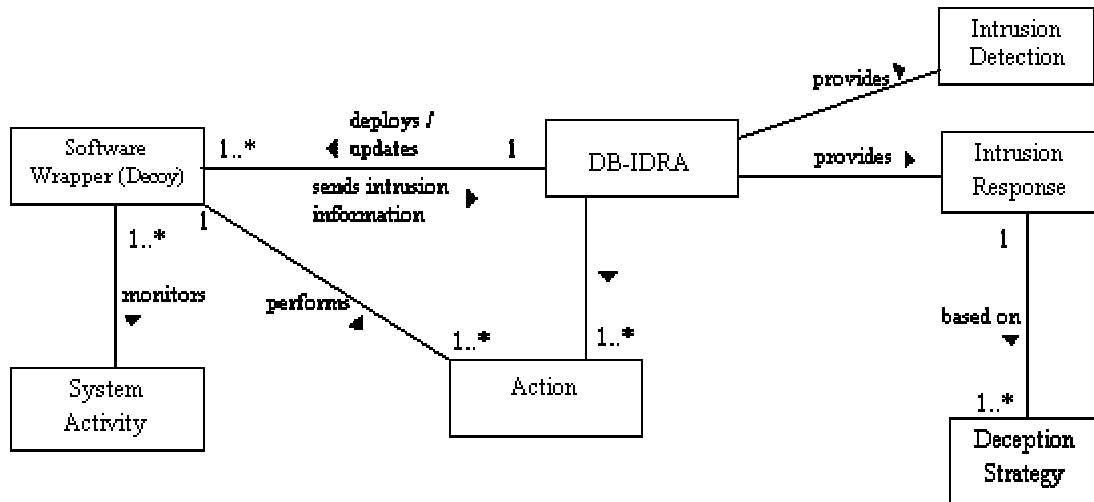 Intrusion
Detection
provides
deploys /
updates
1..*
1
Software
Wrapper (Decoy)
DB-IDRA
provides
Intrusion
Response
sends intrusion
information
1
1..*
1
monitors
performs
based on
1..*
1..*
System
Activity
Action
1..*
Deception
Strategy